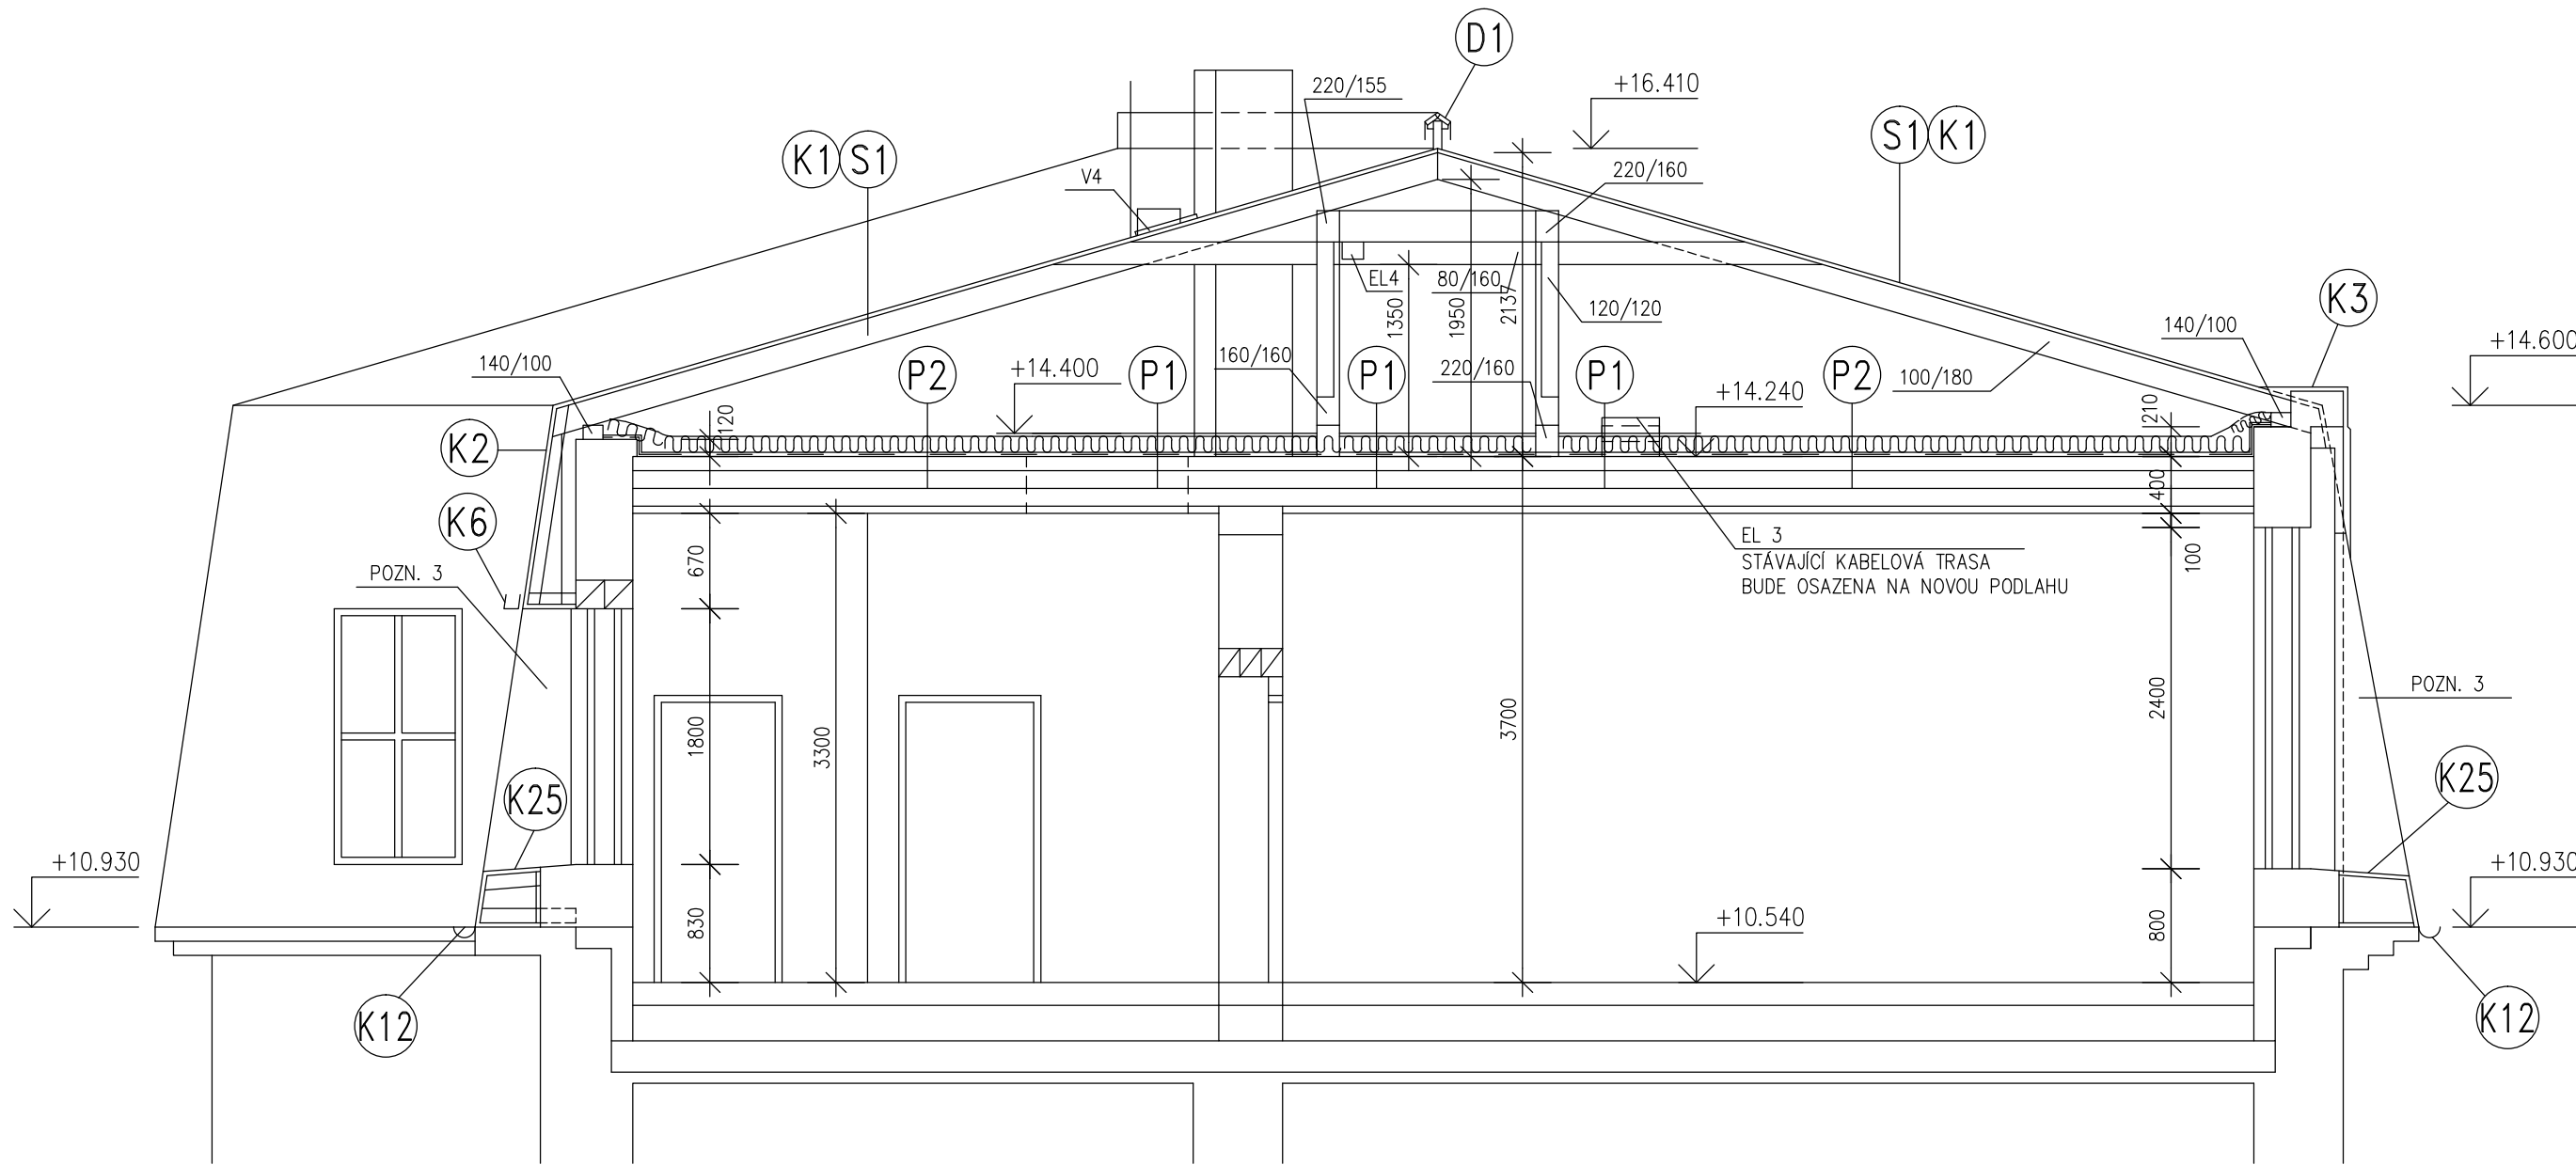 D1
220/155
+16.410
K1 S1
S1 K1
V4
220/160
EL4
80/160
K3
1350
1950
2137
120/120
140/100
+14.600
140/100
P2
+14.400
P1
160/160
P1
220/160
P1
+14.240
P2
100/180
120
210
K2
400
K6
EL 3
STÁVAJÍCÍ KABELOVÁ TRASA
BUDE OSAZENA NA NOVOU PODLAHU
670
100
POZN. 3
POZN. 3
1800
3300
3700
2400
K25
K25
+10.930
+10.930
830
+10.540
800
K12
K12